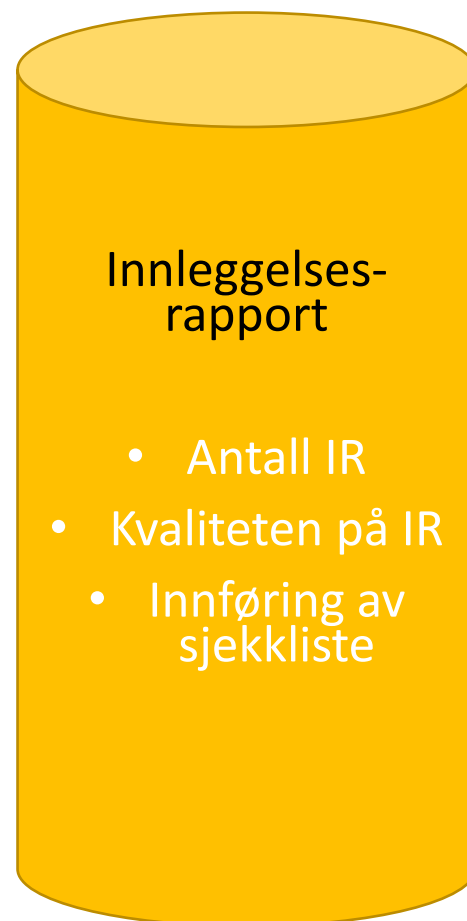 Innleggelses-
rapport
• Antall IR
• Kvaliteten på IR
• Innføring av
sjekkliste